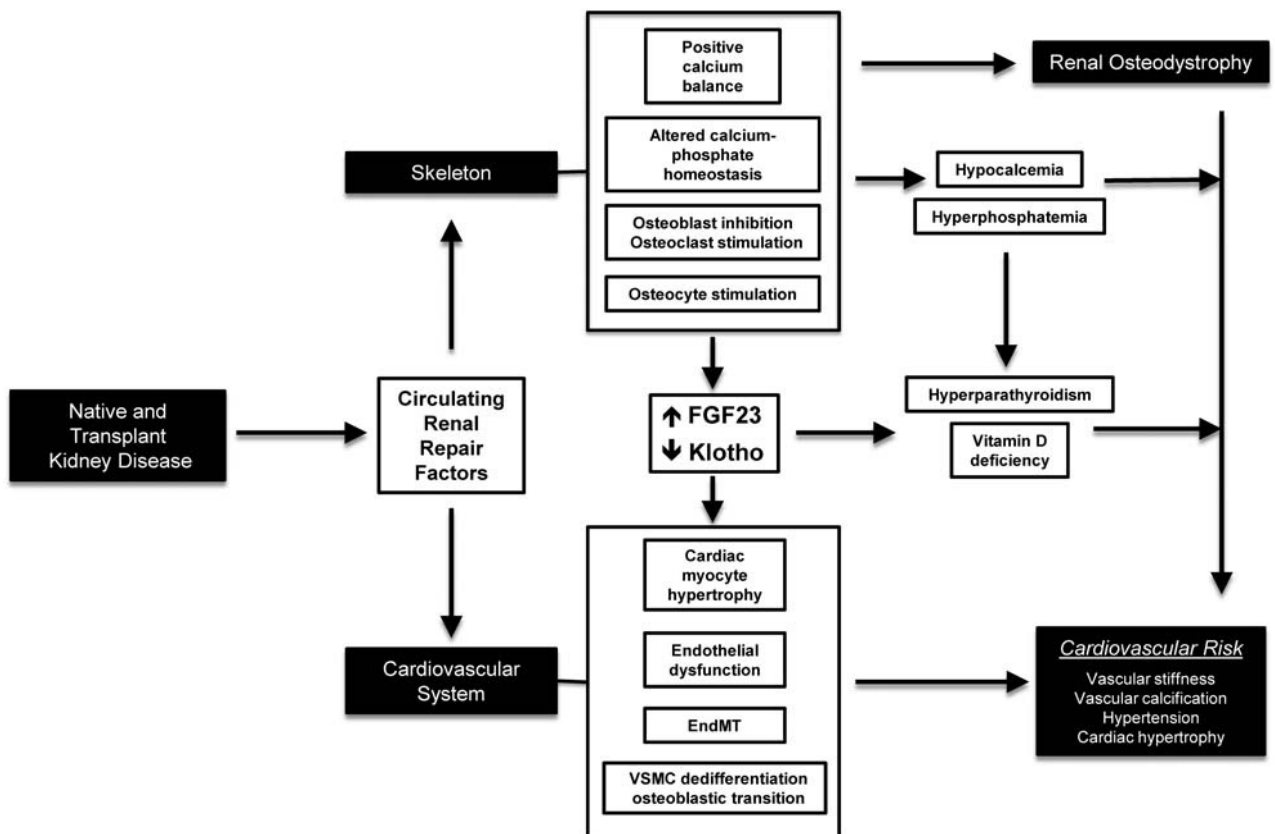 Positive
calcium
balance
Renal Osteodystrophy
Altered calcium-
phosphate
homeostasis
Skeleton
Hypocalcemia
Hyperphosphatemia
Osteoblast inhibition
Osteoclast stimulation
Osteocyte stimulation
Native and
Transplant
Kidney Disease
Circulating
Renal
Repair
Factors
↑ FGF23
↓ Klotho
Hyperparathyroidism
Vitamin D
deficiency
Cardiac
myocyte
hypertrophy
Cardiovascular
System
Endothelial
dysfunction
EndMT
VSMC dedifferentiation
osteoblastic transition
Cardiovascular Risk
Vascular stiffness
Vascular calcification
Hypertension
Cardiac hypertrophy